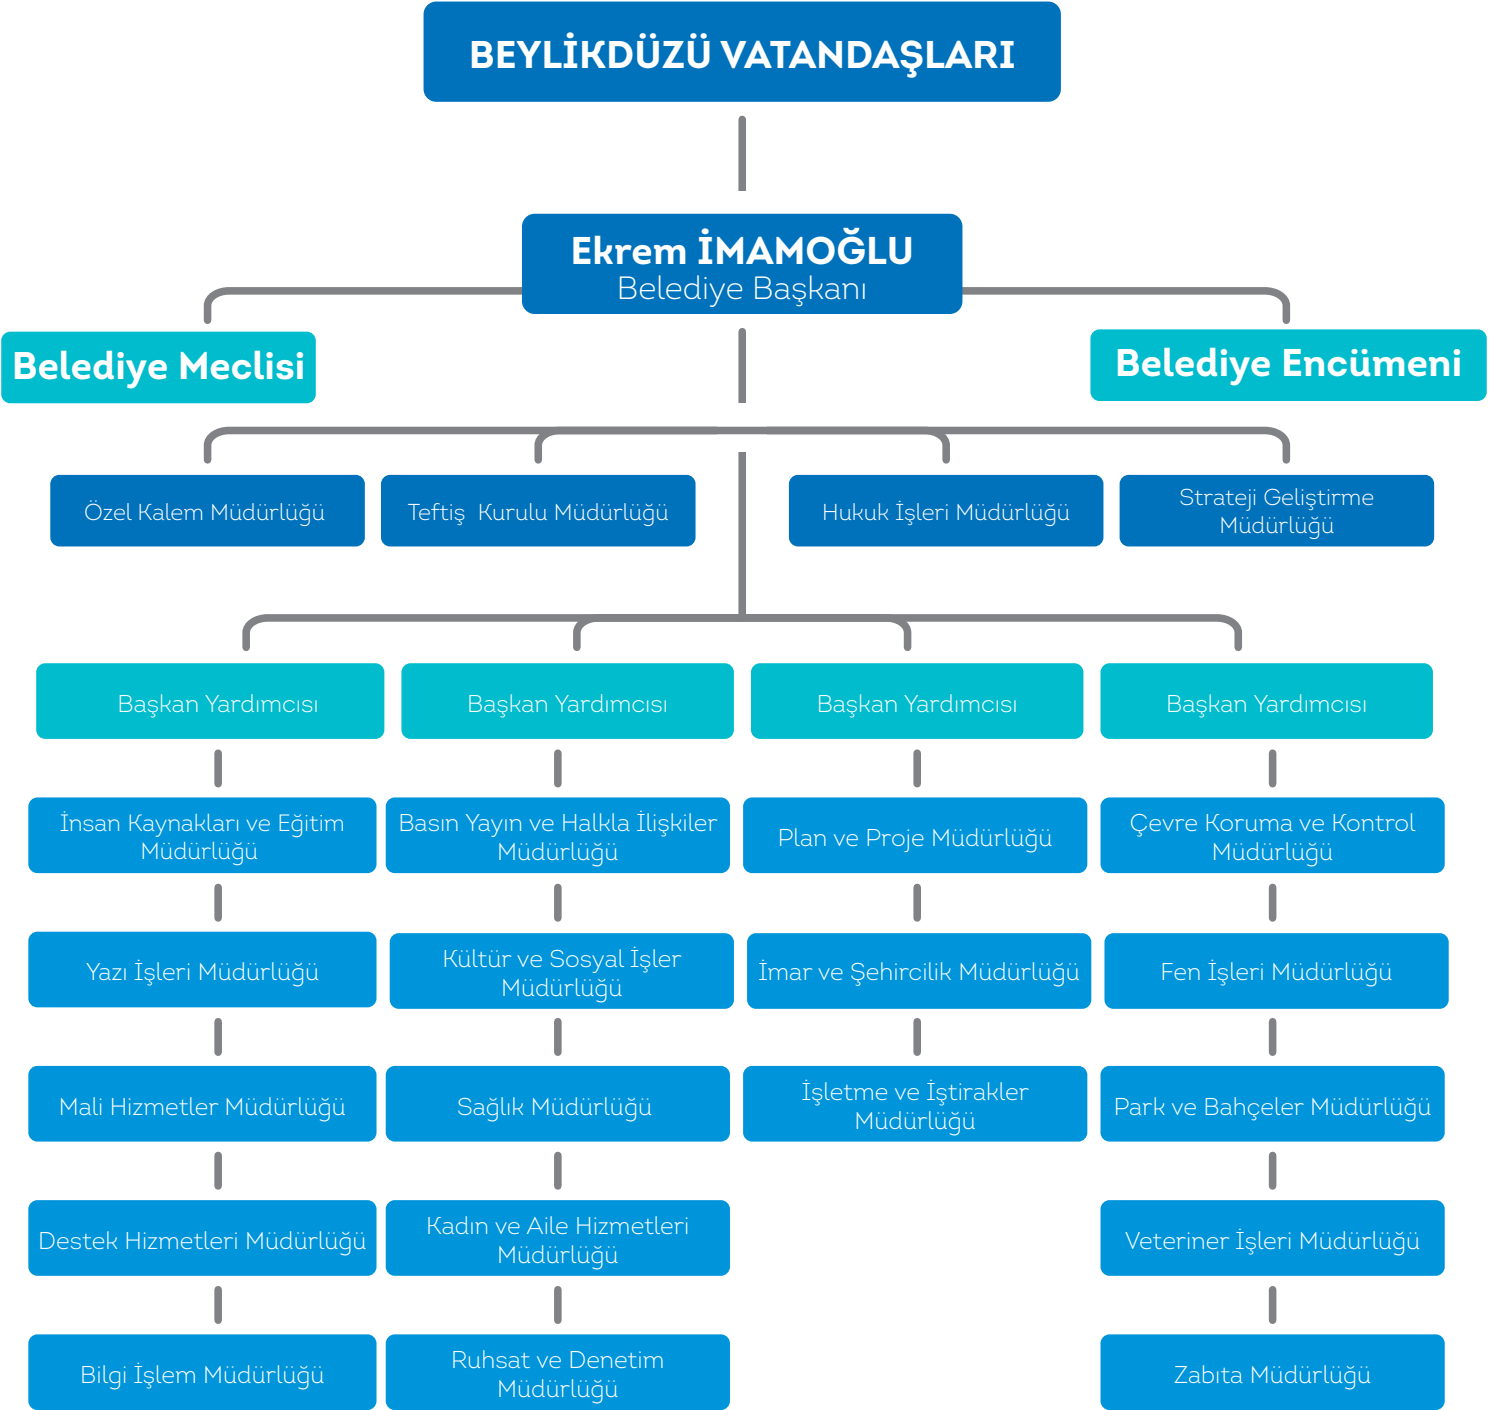 BEYLİKDÜZÜ VATANDAŞLARI
Ekrem İMAMOĞLU
Belediye Başkanı
Belediye Meclisi
Belediye Encümeni
Özel Kalem Müdürlüğü
Teftiş Kurulu Müdürlüğü
Hukuk İşleri Müdürlüğü
Strateji Geliştirme
Müdürlüğü
Başkan Yardımcısı
Başkan Yardımcısı
Başkan Yardımcısı
Başkan Yardımcısı
İnsan Kaynakları ve Eğitim
Müdürlüğü
Basın Yayın ve Halkla İlişkiler
Müdürlüğü
Plan ve Proje Müdürlüğü
Çevre Koruma ve Kontrol
Müdürlüğü
Yazı İşleri Müdürlüğü
Kültür ve Sosyal İşler
Müdürlüğü
İmar ve Şehircilik Müdürlüğü
Fen İşleri Müdürlüğü
Mali Hizmetler Müdürlüğü
Sağlık Müdürlüğü
İşletme ve İştirakler
Müdürlüğü
Park ve Bahçeler Müdürlüğü
Destek Hizmetleri Müdürlüğü
Kadın ve Aile Hizmetleri
Müdürlüğü
Veteriner İşleri Müdürlüğü
Bilgi İşlem Müdürlüğü
Ruhsat ve Denetim
Müdürlüğü
Zabıta Müdürlüğü